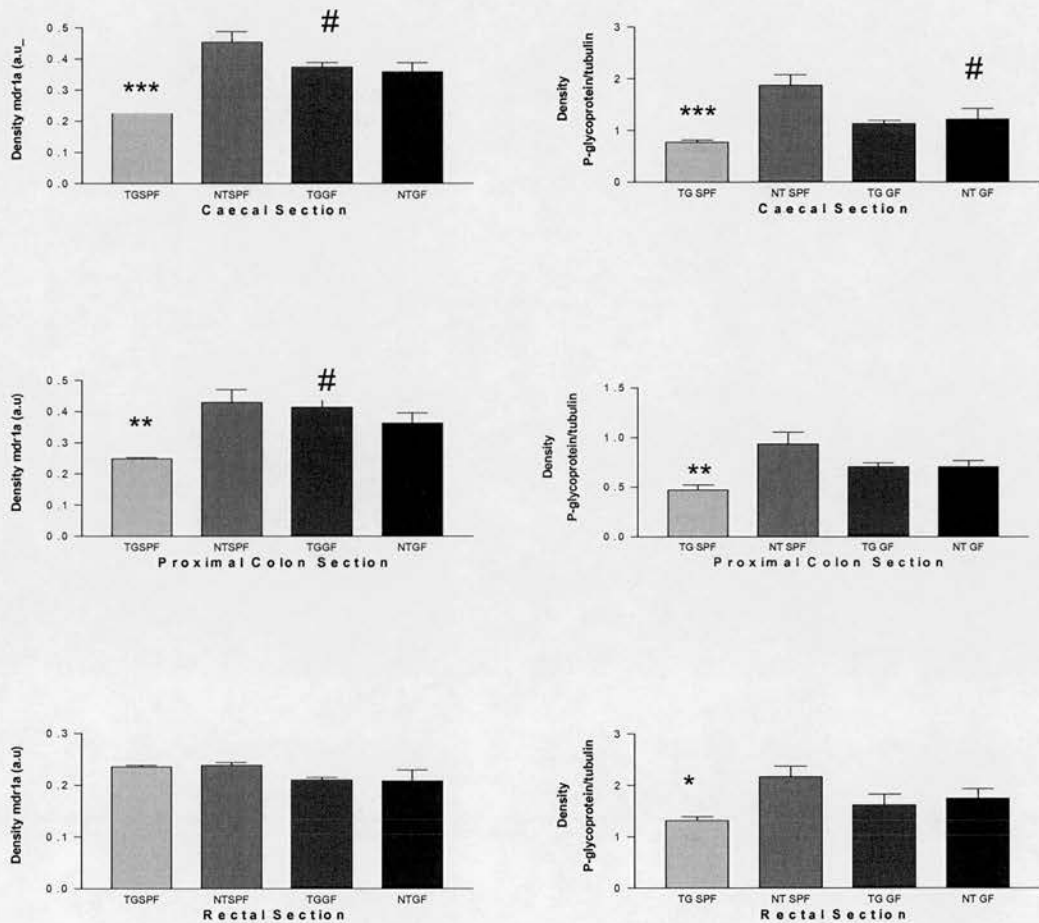 Density mdr1a (a.u_
0.5
0.4
0.3
0.2
0.1
0.0
***
#
TGSPF NTSPF TGGF NTGF
Caecal Section
Density
P-glycoprotein/tubulin
3
2
1
0
***
#
TG SPF NT SPF TG GF NT GF
Caecal Section
Density mdr1a (a.u)
0.5
0.4
0.3
0.2
0.1
0.0
**
#
TGSPF NTSPF TGGF NTGF
Proximal Colon Section
Density
P-glycoprotein/tubulin
1.5
1.0
0.5
0.0
**
TG SPF NT SPF TG GF NT GF
Proximal Colon Section
Density mdr1a (a.u)
0.3
0.2
0.1
0.0
TGSPF NTSPF TGGF NTGF
Rectal Section
Density
P-glycoprotein/tubulin
3
2
1
0
*
TG SPF NT SPF TG GF NT GF
Rectal Section